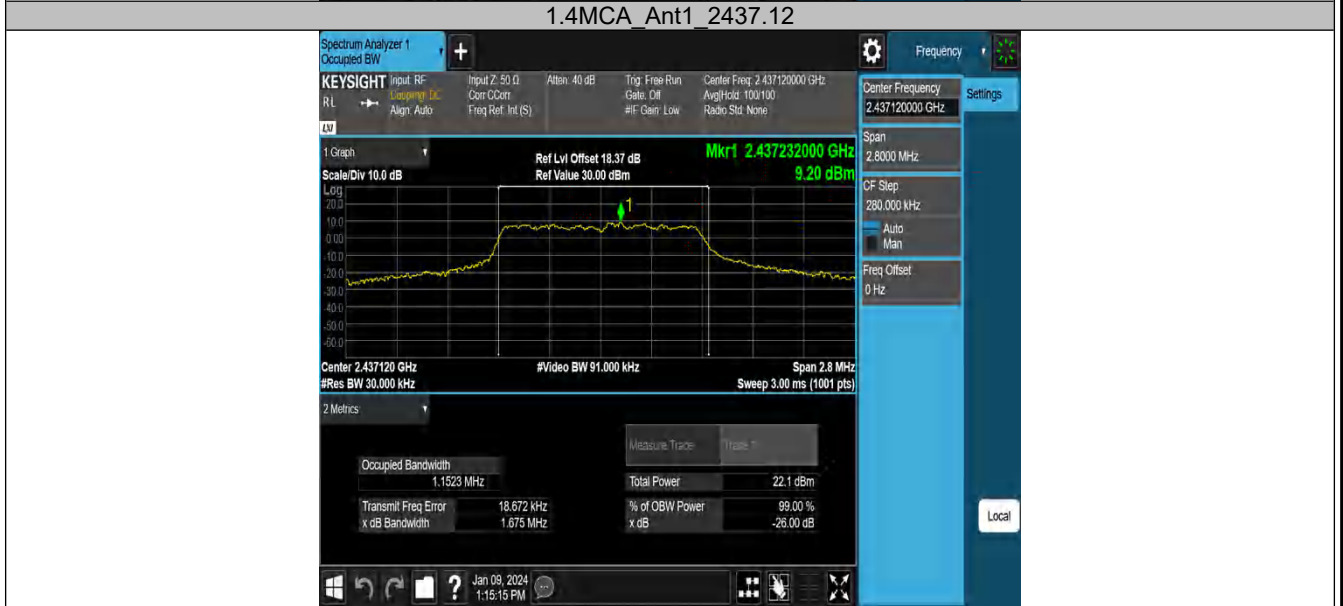 1.4MCA_Ant1_2437.12
Spectrum Analyzer 1
Occupied BW
+
Frequency
KEYSIGHT
RL
Input: RF
Coupling: DC
Align: Auto
Input Z: 50 Ω
Corr CCorr
Freq Ref: Int (S)
Atten: 40 dB
Trig: Free Run
Gate: Off
#IF Gain: Low
Center Freq: 2.437120000 GHz
Avg|Hold: 100/100
Radio Std: None
LXI
Center Frequency
2.437120000 GHz
Settings
Span
2.8000 MHz
CF Step
280.000 kHz
Auto
Man
Freq Offset
0 Hz
1 Graph
Scale/Div 10.0 dB
Ref Lvl Offset 18.37 dB
Ref Value 30.00 dBm
Mkr1 2.437232000 GHz
9.20 dBm
Log
20.0
10.0
0.00
-10.0
-20.0
-30.0
-40.0
-50.0
-60.0
1
Center 2.437120 GHz
#Video BW 91.000 kHz
Span 2.8 MHz
#Res BW 30.000 kHz
Sweep 3.00 ms (1001 pts)
2 Metrics
Measure Trace
Trace 1
Occupied Bandwidth
1.1523 MHz
Total Power 22.1 dBm
Transmit Freq Error 18.672 kHz
% of OBW Power 99.00 %
x dB Bandwidth 1.675 MHz
x dB -26.00 dB
Local
?
Jan 09, 2024
1:15:15 PM